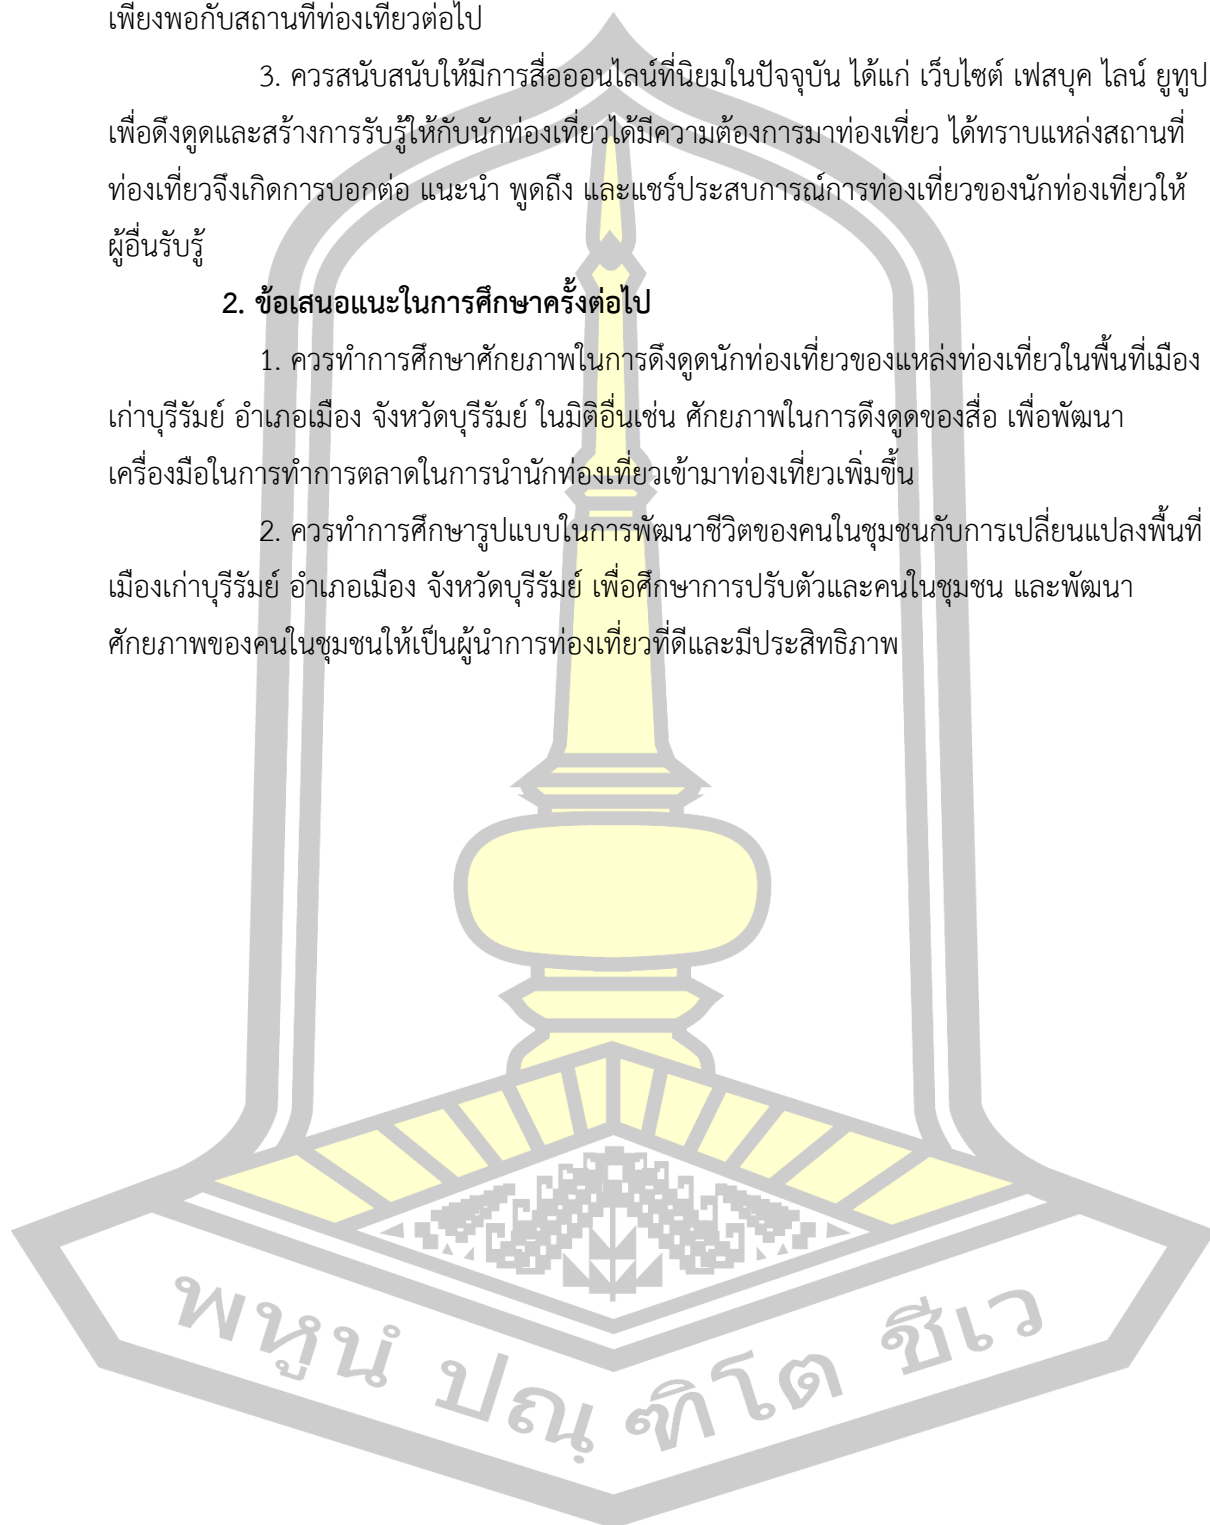 เพียงพอกับสถานที่ท่องเที่ยวต่อไป
3. ควรสนับสนับให้มีการสื่อออนไลน์ที่นิยมในปัจจุบัน ได้แก่ เว็บไซต์ เฟสบุค ไลน์ ยูทูป
เพื่อดึงดูดและสร้างการรับรู้ให้กับนักท่องเที่ยวได้มีความต้องการมาท่องเที่ยว ได้ทราบแหล่งสถานที่
ท่องเที่ยวจึงเกิดการบอกต่อ แนะนำ พูดถึง และแชร์ประสบการณ์การท่องเที่ยวของนักท่องเที่ยวให้
ผู้อื่นรับรู้
2. ข้อเสนอแนะในการศึกษาครั้งต่อไป
1. ควรทำการศึกษาศักยภาพในการดึงดูดนักท่องเที่ยวของแหล่งท่องเที่ยวในพื้นที่เมือง
เก่าบุรีรัมย์ อำเภอเมือง จังหวัดบุรีรัมย์ ในมิติอื่นเช่น ศักยภาพในการดึงดูดของสื่อ เพื่อพัฒนา
เครื่องมือในการทำการตลาดในการนำนักท่องเที่ยวเข้ามาท่องเที่ยวเพิ่มขึ้น
2. ควรทำการศึกษารูปแบบในการพัฒนาชีวิตของคนในชุมชนกับการเปลี่ยนแปลงพื้นที่
เมืองเก่าบุรีรัมย์ อำเภอเมือง จังหวัดบุรีรัมย์ เพื่อศึกษาการปรับตัวและคนในชุมชน และพัฒนา
ศักยภาพของคนในชุมชนให้เป็นผู้นำการท่องเที่ยวที่ดีและมีประสิทธิภาพ
พหูนํ ปณฺ ฑิโต ชีเว